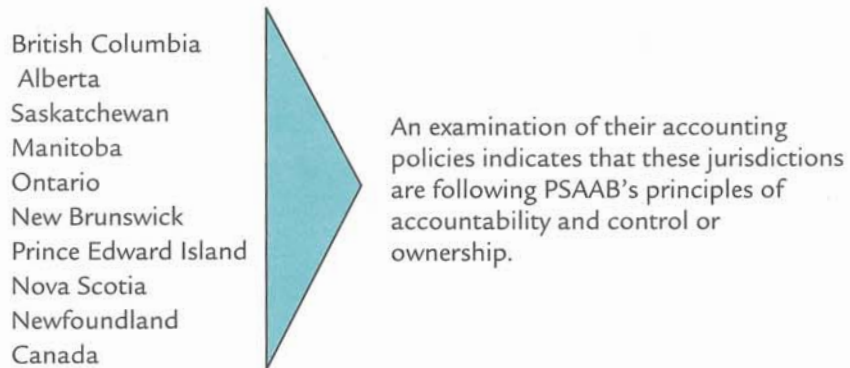 British Columbia
Alberta
Saskatchewan
Manitoba
Ontario
New Brunswick
Prince Edward Island
Nova Scotia
Newfoundland
Canada
An examination of their accounting
policies indicates that these jurisdictions
are following PSAAB's principles of
accountability and control or
ownership.